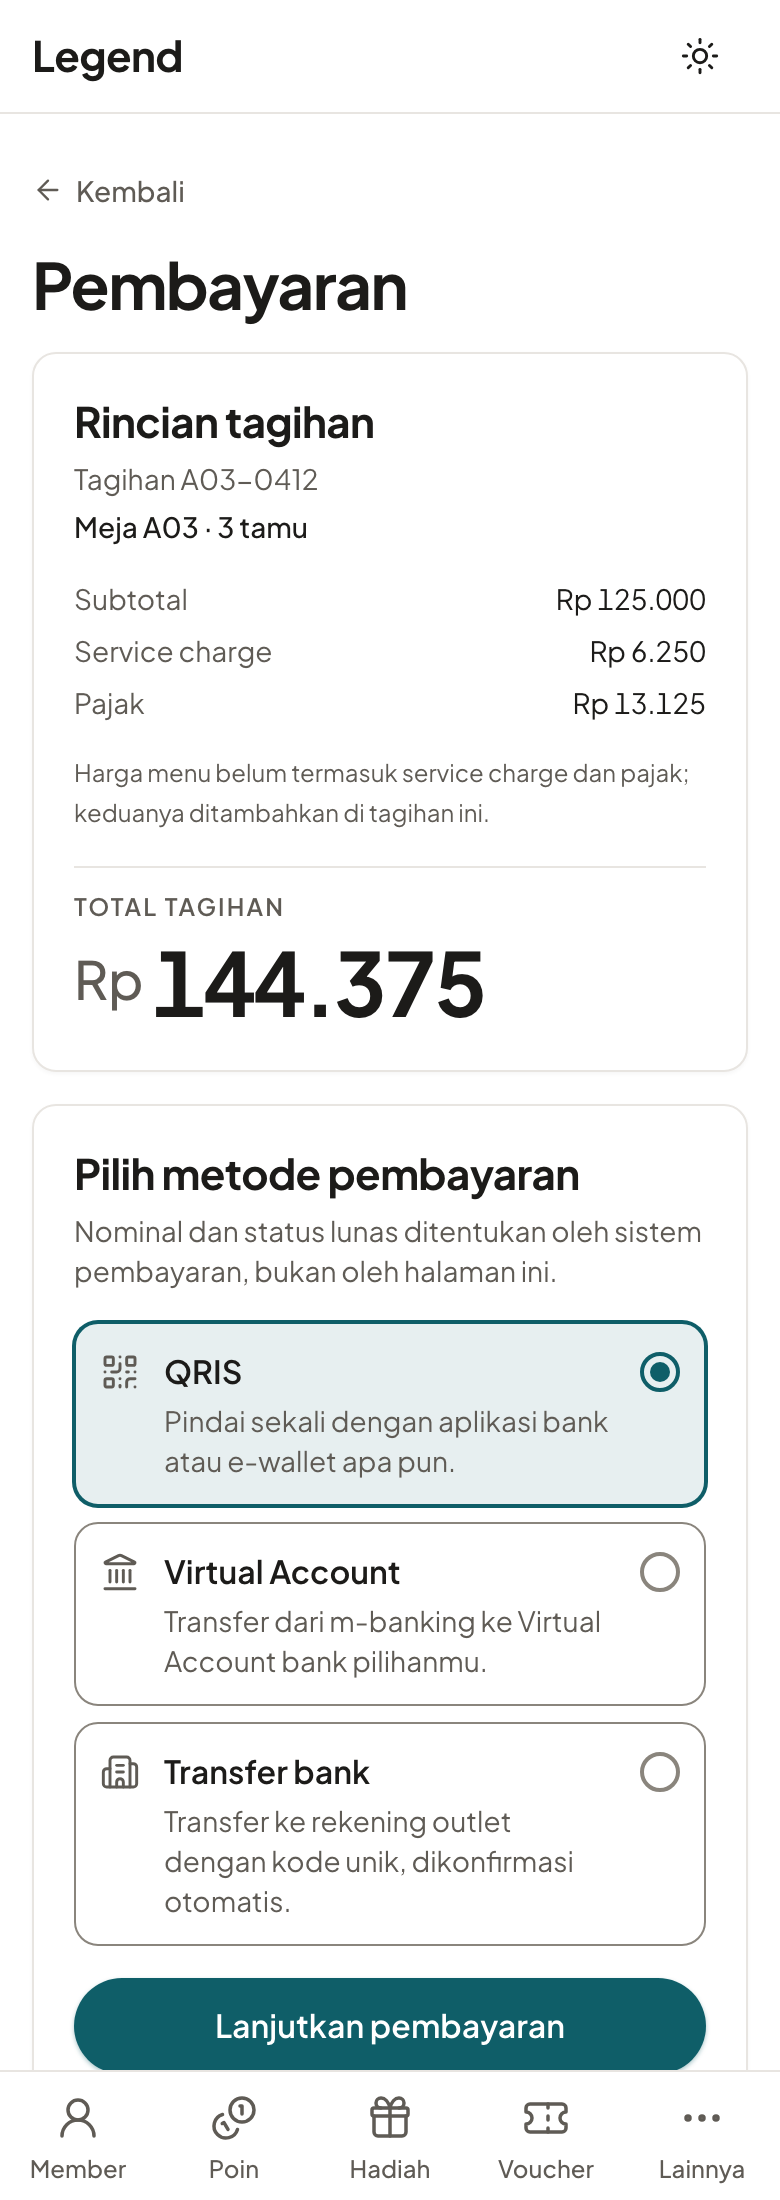 Legend
Kembali
Pembayaran
Rincian tagihan
Tagihan A03–0412
Meja A03 · 3 tamu
Subtotal Rp 125.000
Service charge Rp 6.250
Pajak Rp 13.125
Harga menu belum termasuk service charge dan pajak;
keduanya ditambahkan di tagihan ini.
TOTAL TAGIHAN
Rp 144.375
Pilih metode pembayaran
Nominal dan status lunas ditentukan oleh sistem
pembayaran, bukan oleh halaman ini.
QRIS
Pindai sekali dengan aplikasi bank
atau e-wallet apa pun.
Virtual Account
Transfer dari m-banking ke Virtual
Account bank pilihanmu.
Transfer bank
Transfer ke rekening outlet
dengan kode unik, dikonfirmasi
otomatis.
Lanjutkan pembayaran
Member Poin Hadiah Voucher Lainnya